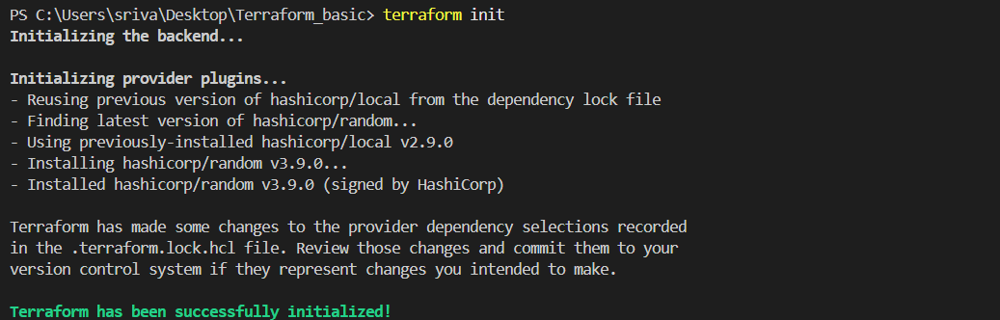 PS C:\Users\sriva\Desktop\Terraform_basic> terraform init
Initializing the backend...
Initializing provider plugins...
- Reusing previous version of hashicorp/local from the dependency lock file
- Finding latest version of hashicorp/random...
- Using previously-installed hashicorp/local v2.9.0
- Installing hashicorp/random v3.9.0...
- Installed hashicorp/random v3.9.0 (signed by HashiCorp)
Terraform has made some changes to the provider dependency selections recorded
in the .terraform.lock.hcl file. Review those changes and commit them to your
version control system if they represent changes you intended to make.
Terraform has been successfully initialized!